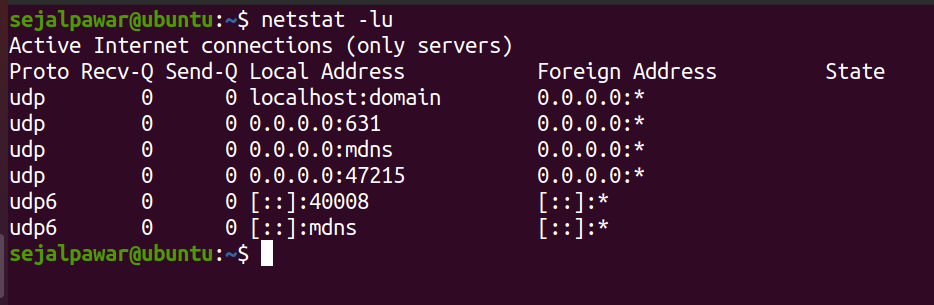 sejalpawar@ubuntu:~$ netstat -lu
Active Internet connections (only servers)
Proto Recv-Q Send-Q Local Address           Foreign Address         State
udp        0      0 localhost:domain        0.0.0.0:*
udp        0      0 0.0.0.0:631             0.0.0.0:*
udp        0      0 0.0.0.0:mdns            0.0.0.0:*
udp        0      0 0.0.0.0:47215           0.0.0.0:*
udp6       0      0 [::]:40008              [::]:*
udp6       0      0 [::]:mdns               [::]:*
sejalpawar@ubuntu:~$